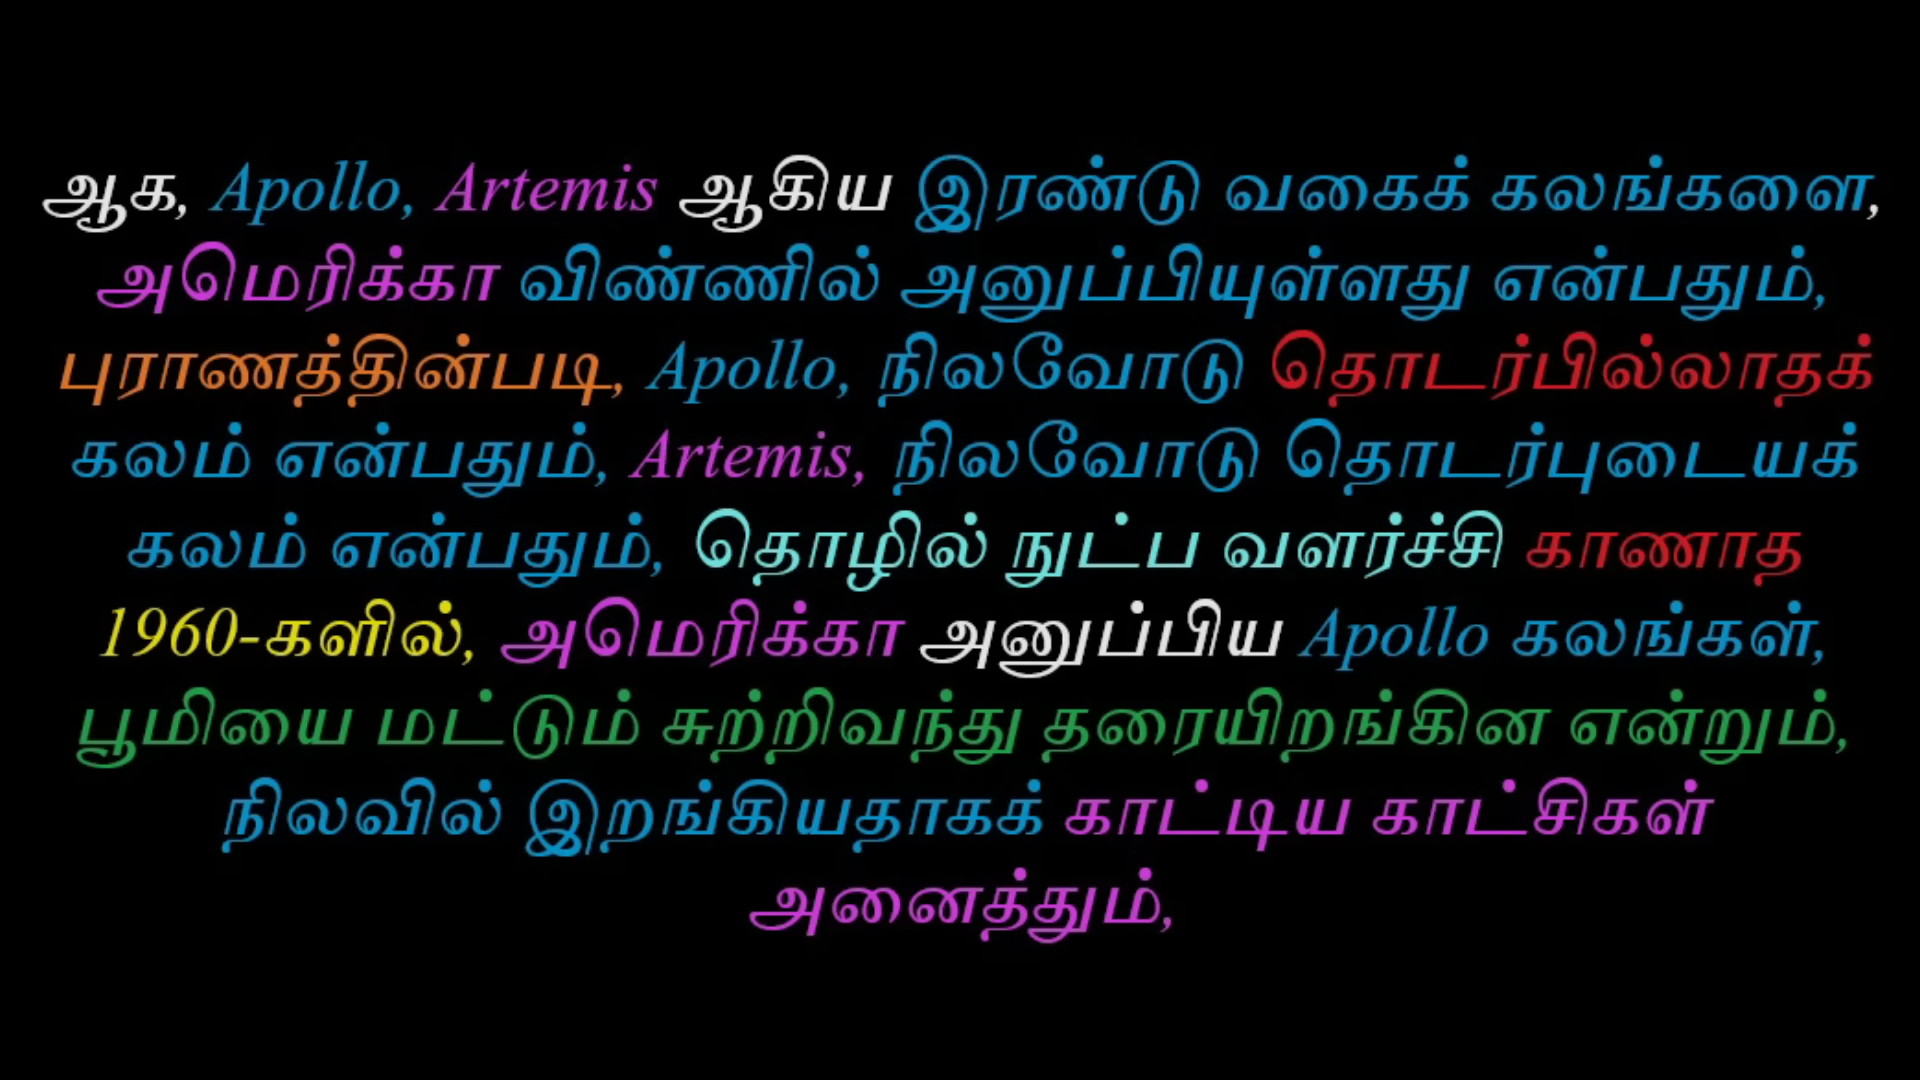 ஆக, Apollo, Artemis ஆகிய இரண்டு வகைக் கலங்களை,
அமெரிக்கா விண்ணில் அனுப்பியுள்ளது என்பதும்,
புராணத்தின்படி, Apollo, நிலவோடு தொடர்பில்லாதக்
கலம் என்பதும், Artemis, நிலவோடு தொடர்புடையக்
கலம் என்பதும், தொழில் நுட்ப வளர்ச்சி காணாத
1960-களில், அமெரிக்கா அனுப்பிய Apollo கலங்கள்,
பூமியை மட்டும் சுற்றிவந்து தரையிறங்கின என்றும்,
நிலவில் இறங்கியதாகக் காட்டிய காட்சிகள்
அனைத்தும்,